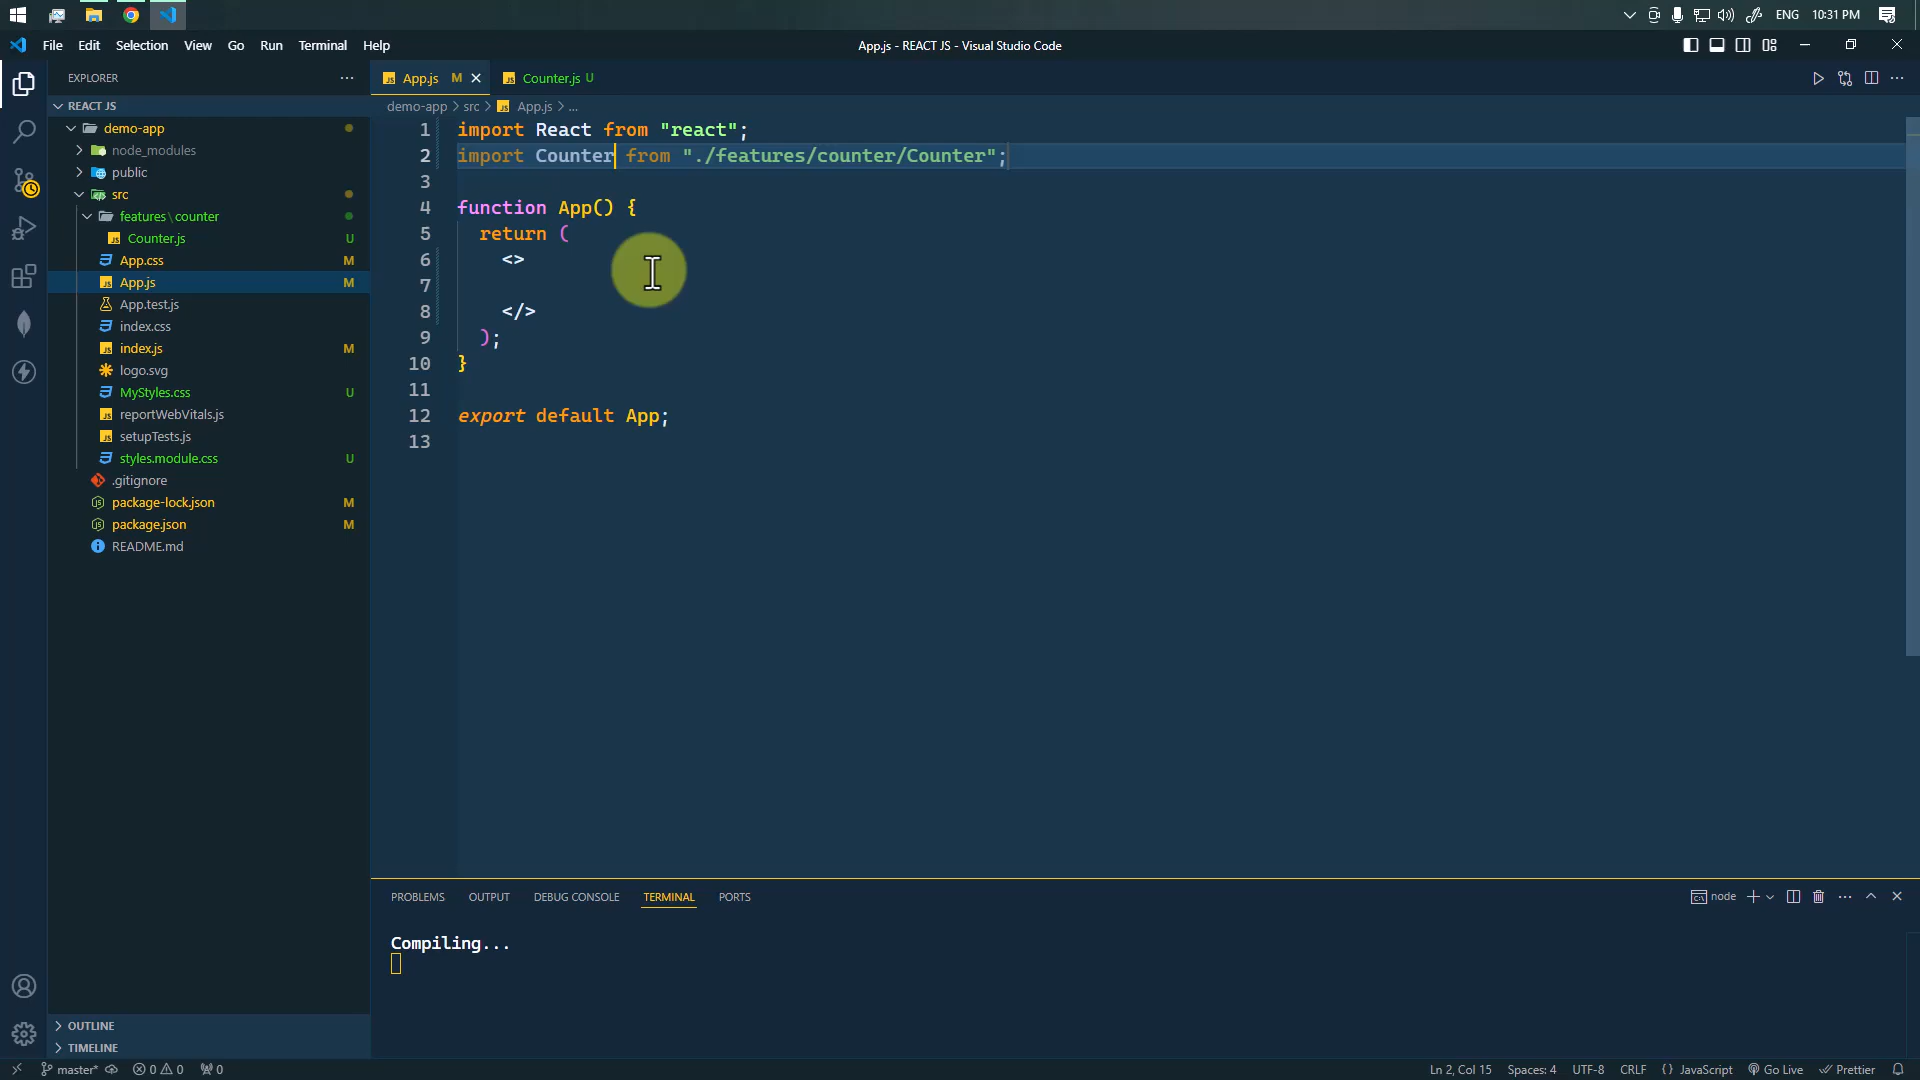 ENG 10:31 PM
File Edit Selection View Go Run Terminal Help
App.js - REACT JS - Visual Studio Code
EXPLORER ...
REACT JS
demo-app
node_modules
public
src
features\counter
Counter.js U
App.css M
App.js M
App.test.js
index.css
index.js M
logo.svg
MyStyles.css U
reportWebVitals.js
setupTests.js
styles.module.css U
.gitignore
package-lock.json M
package.json M
README.md
OUTLINE
TIMELINE
App.js M Counter.js U
demo-app > src > App.js > ...
1 import React from "react";
2 import Counter from "./features/counter/Counter";
3
4 function App() {
5 return (
6 <>
7
8 </>
9 );
10 }
11
12 export default App;
13
PROBLEMS OUTPUT DEBUG CONSOLE TERMINAL PORTS
node
Compiling...
master* 0 0 0
Ln 2, Col 15 Spaces: 4 UTF-8 CRLF {} JavaScript Go Live Prettier